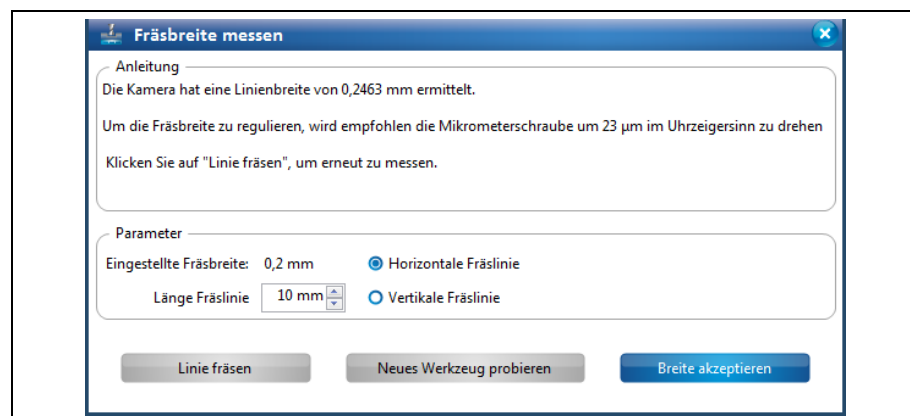 Fräsbreite messen
Anleitung
Die Kamera hat eine Linienbreite von 0,2463 mm ermittelt.
Um die Fräsbreite zu regulieren, wird empfohlen die Mikrometerschraube um 23 µm im Uhrzeigersinn zu drehen
Klicken Sie auf "Linie fräsen", um erneut zu messen.
Parameter
Eingestellte Fräsbreite: 0,2 mm Horizontale Fräslinie
Länge Fräslinie 10 mm Vertikale Fräslinie
Linie fräsen Neues Werkzeug probieren Breite akzeptieren